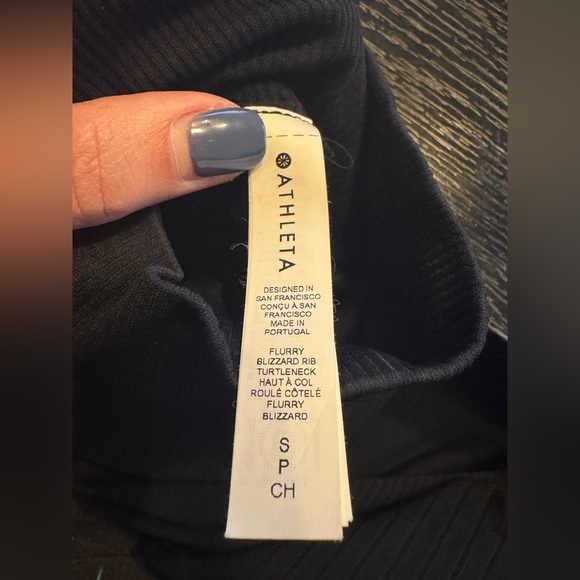 ATHLETA
DESIGNED IN
SAN FRANCISCO
CONÇU À SAN
FRANCISCO
MADE IN
PORTUGAL
FLURRY
BLIZZARD RIB
TURTLENECK
HAUT À COL
ROULÉ CÔTELÉ
FLURRY
BLIZZARD
S
P
CH